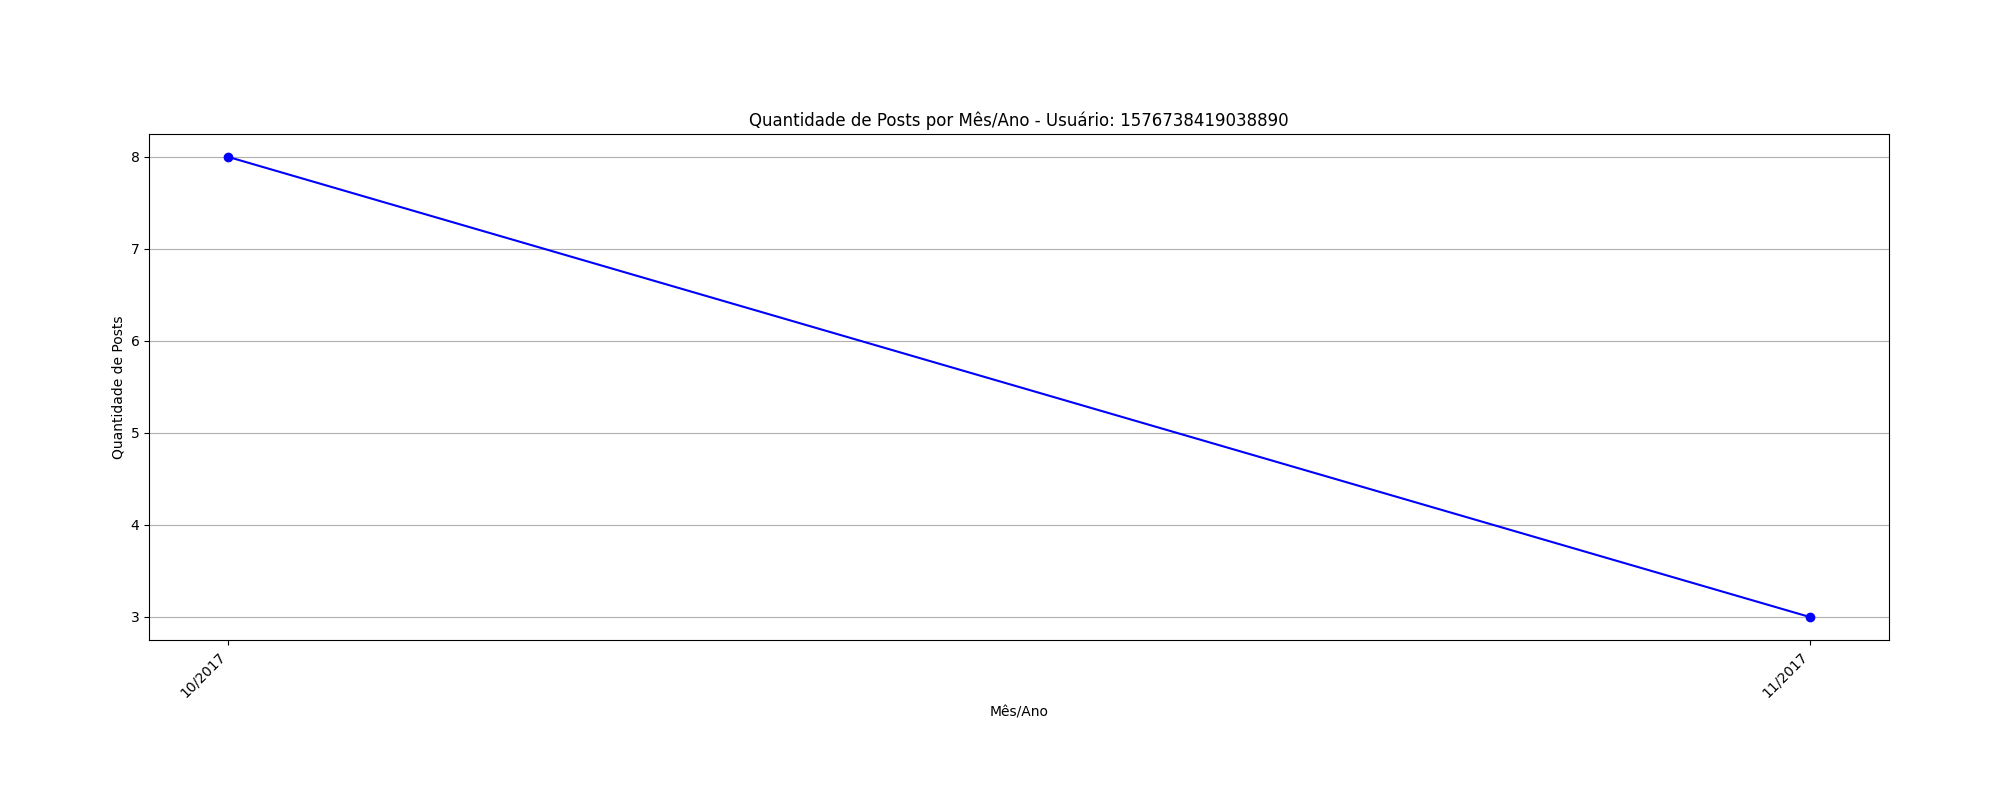 Quantidade de Posts por Mês/Ano - Usuário: 1576738419038890
8
7
6
5
4
3
Quantidade de Posts
10/2017
11/2017
Mês/Ano